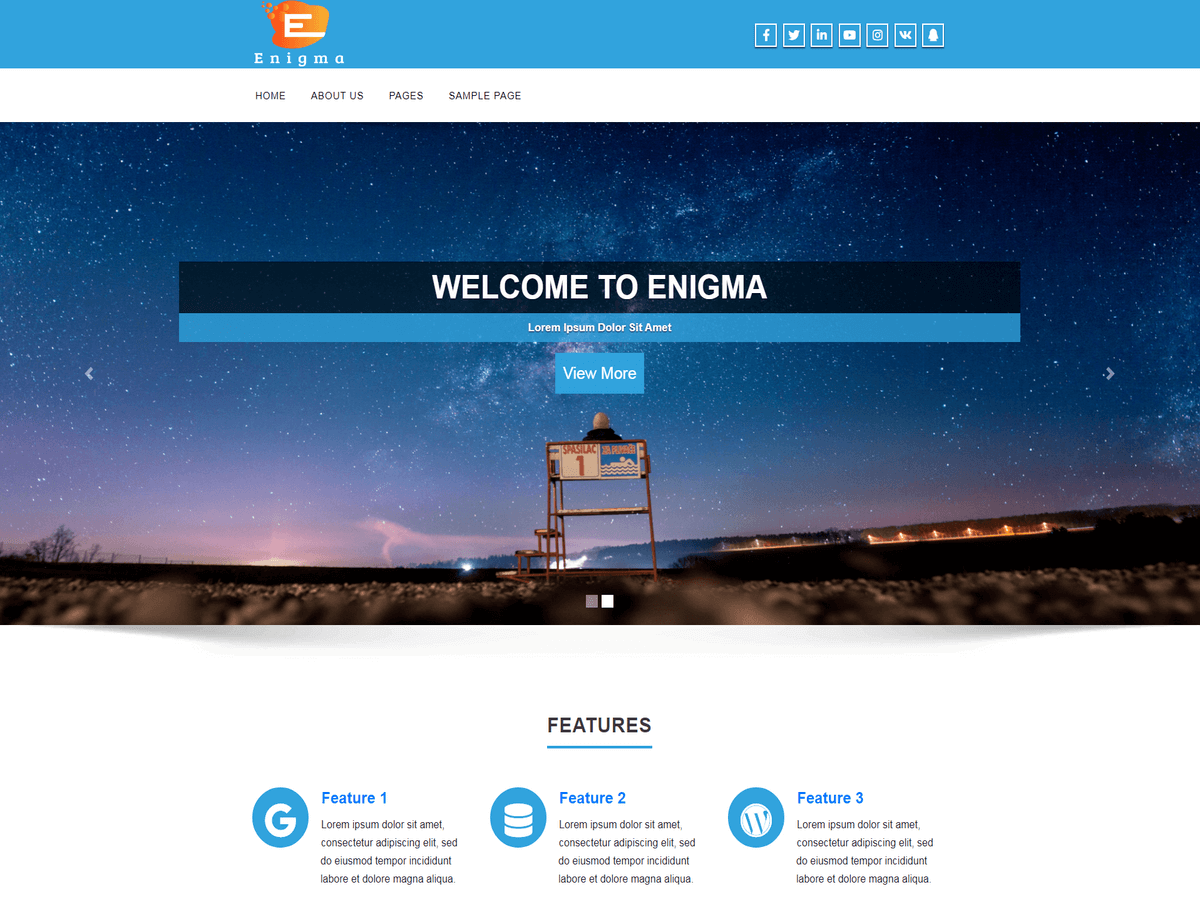 E
Enigma
HOME ABOUT US PAGES SAMPLE PAGE
WELCOME TO ENIGMA
Lorem Ipsum Dolor Sit Amet
View More
SPASILAC
1
FEATURES
Feature 1
Lorem ipsum dolor sit amet,
consectetur adipiscing elit, sed
do eiusmod tempor incididunt
labore et dolore magna aliqua.
Feature 2
Lorem ipsum dolor sit amet,
consectetur adipiscing elit, sed
do eiusmod tempor incididunt
labore et dolore magna aliqua.
Feature 3
Lorem ipsum dolor sit amet,
consectetur adipiscing elit, sed
do eiusmod tempor incididunt
labore et dolore magna aliqua.